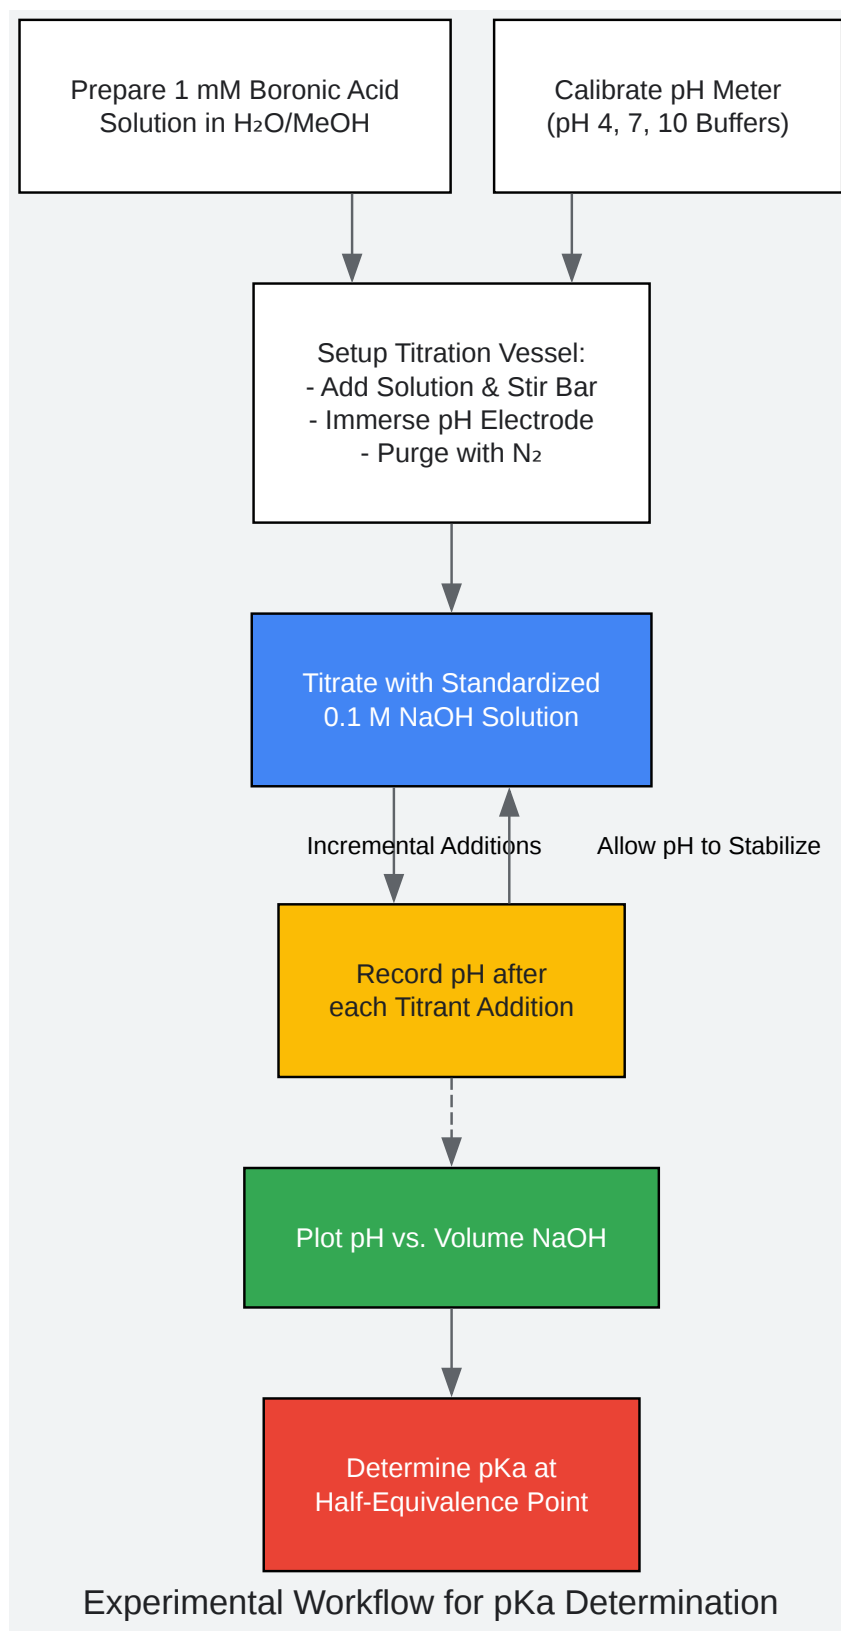 Prepare 1 mM Boronic Acid
Solution in H₂O/MeOH
Calibrate pH Meter
(pH 4, 7, 10 Buffers)
Setup Titration Vessel:
- Add Solution & Stir Bar
- Immerse pH Electrode
- Purge with N₂
Titrate with Standardized
0.1 M NaOH Solution
Incremental Additions
Allow pH to Stabilize
Record pH after
each Titrant Addition
Plot pH vs. Volume NaOH
Determine pKa at
Half-Equivalence Point
Experimental Workflow for pKa Determination